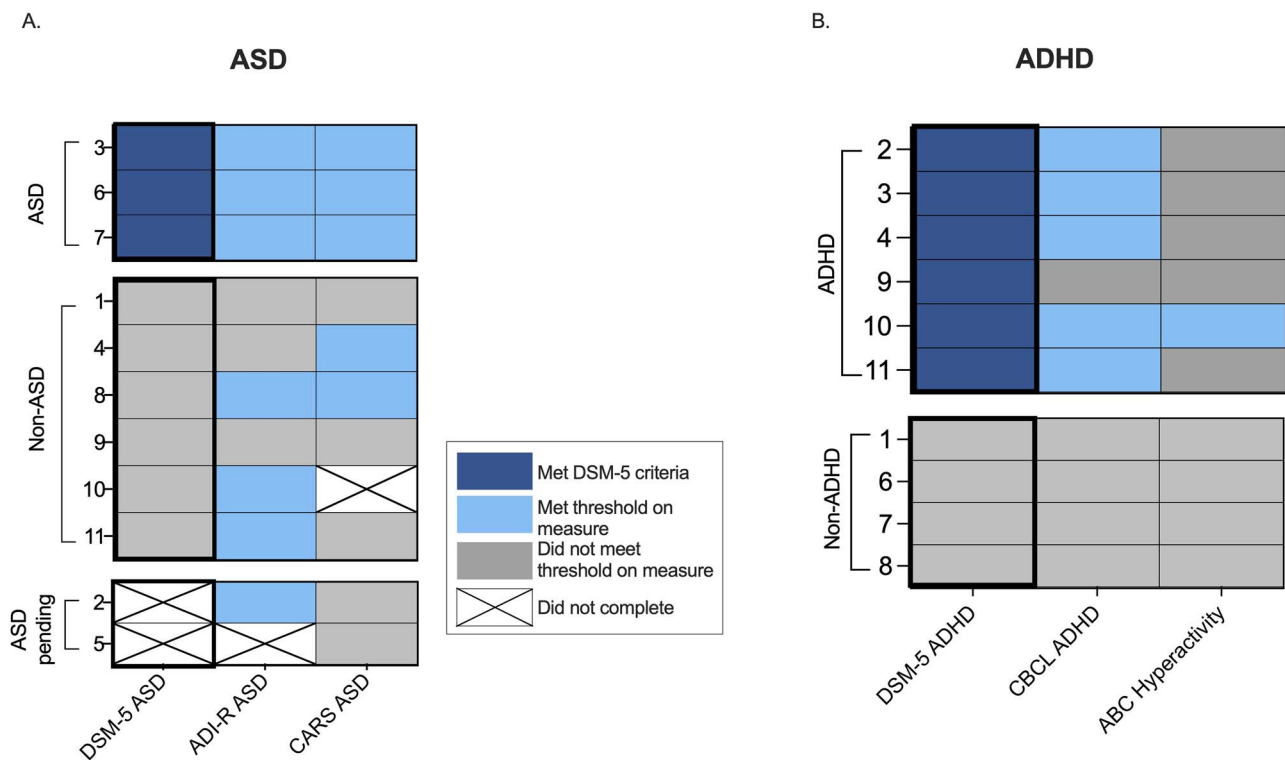 A.
ASD
ASD
3
6
7
Non-ASD
1
4
8
9
10
11
ASD
pending
2
5
DSM-5 ASD
ADI-R ASD
CARS ASD
Met DSM-5 criteria
Met threshold on
measure
Did not meet
threshold on measure
Did not complete
B.
ADHD
ADHD
2
3
4
9
10
11
Non-ADHD
1
6
7
8
DSM-5 ADHD
CBCL ADHD
ABC Hyperactivity